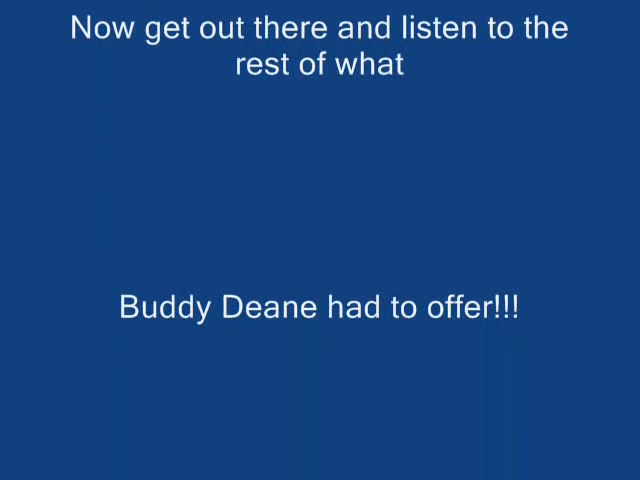 Now get out there and listen to the
rest of what
Buddy Deane had to offer!!!